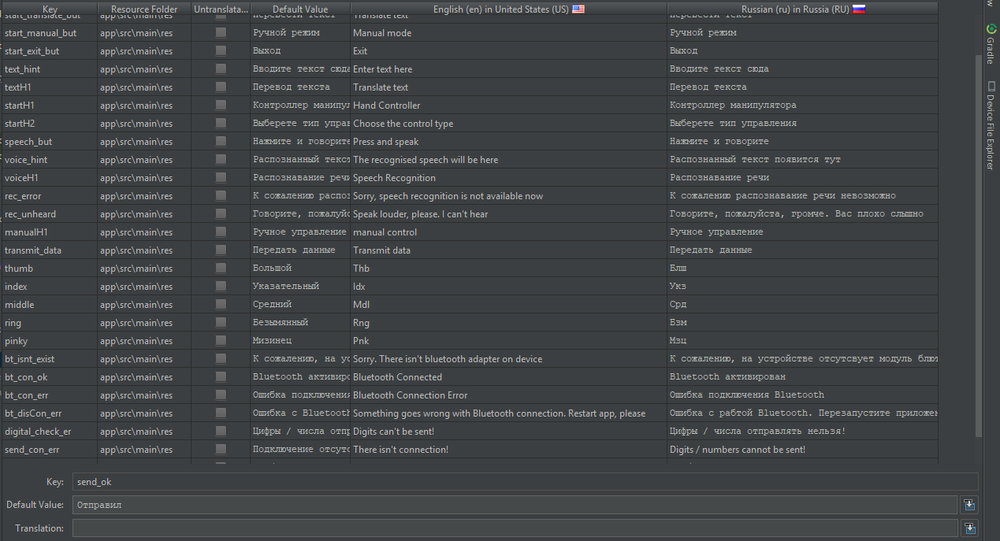 Key Resource Folder Untranslata... Default Value English (en) in United States (US) Russian (ru) in Russia (RU)
start_translate_but app\src\main\res Перевести текст Translate text Перевести текст
start_manual_but app\src\main\res Ручной режим Manual mode Ручной режим
start_exit_but app\src\main\res Выход Exit Выход
text_hint app\src\main\res Вводите текст сюда Enter text here Вводите текст сюда
textH1 app\src\main\res Перевод текста Translate text Перевод текста
startH1 app\src\main\res Контроллер манипул Hand Controller Контроллер манипулятора
startH2 app\src\main\res Выберете тип управ Choose the control type Выберете тип управления
speech_but app\src\main\res Нажмите и говорите Press and speak Нажмите и говорите
voice_hint app\src\main\res Распознанный текст The recognised speech will be here Распознанный текст появится тут
voiceH1 app\src\main\res Распознавание речи Speech Recognition Распознавание речи
rec_error app\src\main\res К сожалению распоз Sorry, speech recognition is not available now К сожалению распознавание речи невозможно
rec_unheard app\src\main\res Говорите, пожалуйс Speak louder, please. I can't hear Говорите, пожалуйста, громче. Вас плохо слышно
manualH1 app\src\main\res Ручное управление manual control Ручное управление
transmit_data app\src\main\res Передать данные Transmit data Передать данные
thumb app\src\main\res Большой Thb Блш
index app\src\main\res Указательный Idx Укз
middle app\src\main\res Средний Mdl Срд
ring app\src\main\res Безымянный Rng Бзм
pinky app\src\main\res Мизинец Pnk Мзц
bt_isnt_exist app\src\main\res К сожалению, на ус Sorry. There isn't bluetooth adapter on device К сожалению, на устройстве отсутсвует модуль блют
bt_con_ok app\src\main\res Bluetooth активиро Bluetooth Connected Bluetooth активирован
bt_con_err app\src\main\res Ошибка подключения Bluetooth Connection Error Ошибка подключения Bluetooth
bt_disCon_err app\src\main\res Ошибка с Bluetooth Something goes wrong with Bluetooth connection. Restart app, please Ошибка с рабтой Bluetooth. Перезапустите приложен
digital_check_er app\src\main\res Цифры / числа отпр Digits can't be sent! Цифры / числа отправлять нельзя!
send_con_err app\src\main\res Подключение отсутс There isn't connection! Digits / numbers cannot be sent!
Key: send_ok
Default Value: Отправил
Translation:
Gradle
Device File Explorer